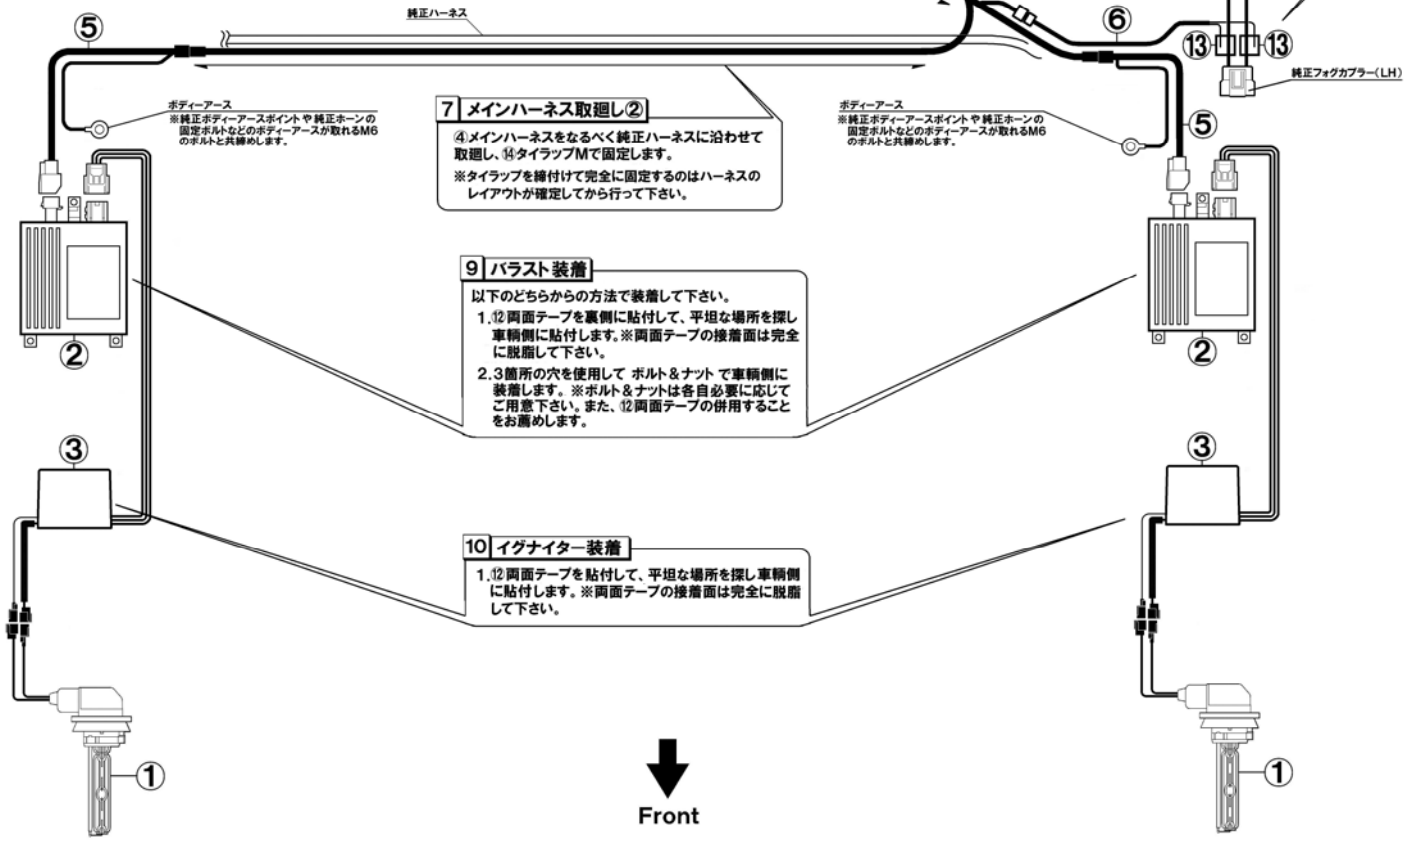 純正ハーネス
⑤
⑥
⑬
⑬
純正フォグカプラー(LH)
ボディーアース
※純正ボディーアースポイントや純正ホーンの
固定ボルトなどのボディーアースが取れるM6
のボルトと共締めします。
7 メインハーネス取廻し②
④メインハーネスをなるべく純正ハーネスに沿わせて
取廻し、⑭タイラップMで固定します。
※タイラップを締付けて完全に固定するのはハーネスの
レイアウトが確定してから行って下さい。
ボディーアース
※純正ボディーアースポイントや純正ホーンの
固定ボルトなどのボディーアースが取れるM6
のボルトと共締めします。
⑤
9 バラスト装着
以下のどちらからの方法で装着して下さい。
1.⑫両面テープを裏側に貼付して、平坦な場所を探し
車輌側に貼付します。※両面テープの接着面は完全
に脱脂して下さい。
2.3箇所の穴を使用して ボルト&ナット で車輌側に
装着します。※ボルト&ナットは各自必要に応じて
ご用意下さい。また、⑫両面テープの併用すること
をお薦めします。
②
②
③
③
10 イグナイター装着
1.⑫両面テープを貼付して、平坦な場所を探し車輌側
に貼付します。※両面テープの接着面は完全に脱脂
して下さい。
①
①
Front